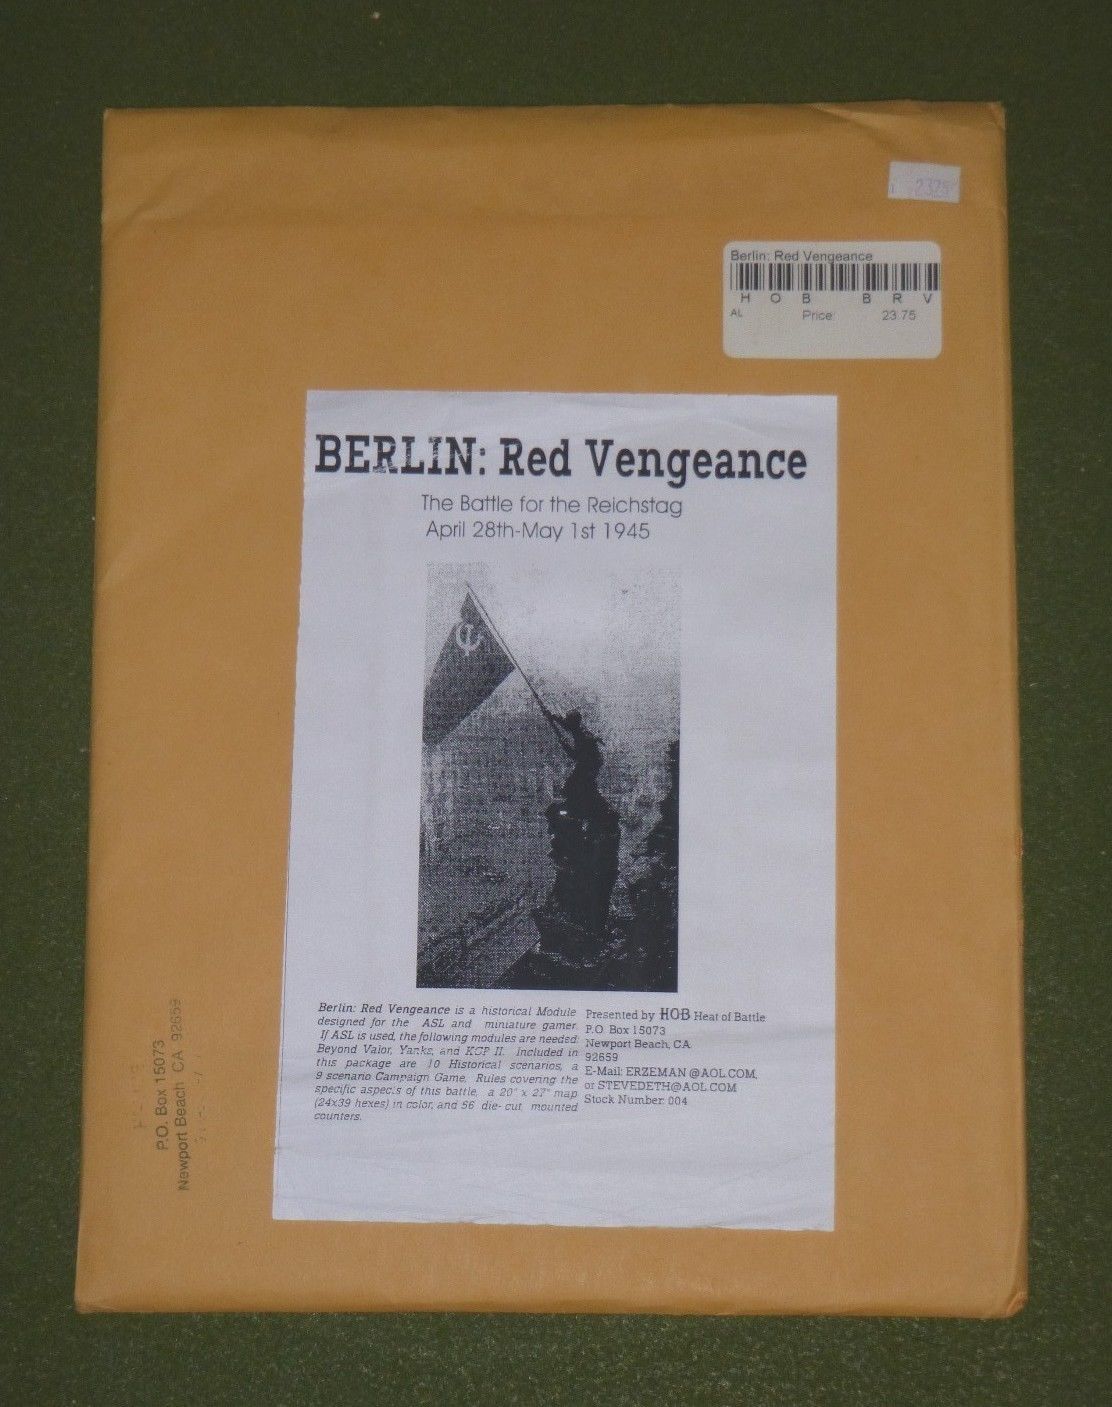 2375
Berlin: Red Vengeance
H O B B R V
AL Price: 23.75
BERLIN: Red Vengeance
The Battle for the Reichstag
April 28th-May 1st 1945
Berlin: Red Vengeance is a historical Module
designed for the ASL and miniature gamer.
If ASL is used, the following modules are needed:
Beyond Valor, Yanks, and KGP II. Included in
this package are 10 Historical scenarios, a
9 scenario Campaign Game, Rules covering the
specific aspects of this battle, a 20" x 27" map
(24x39 hexes) in color, and 56 die-cut mounted
counters.
Presented by HOB Heat of Battle
P.O. Box 15073
Newport Beach, CA.
92659
E-Mail: ERZEMAN @AOL.COM,
or STEVEDETH@AOL.COM
Stock Number: 004
P.O. Box 15073
Newport Beach CA 92659